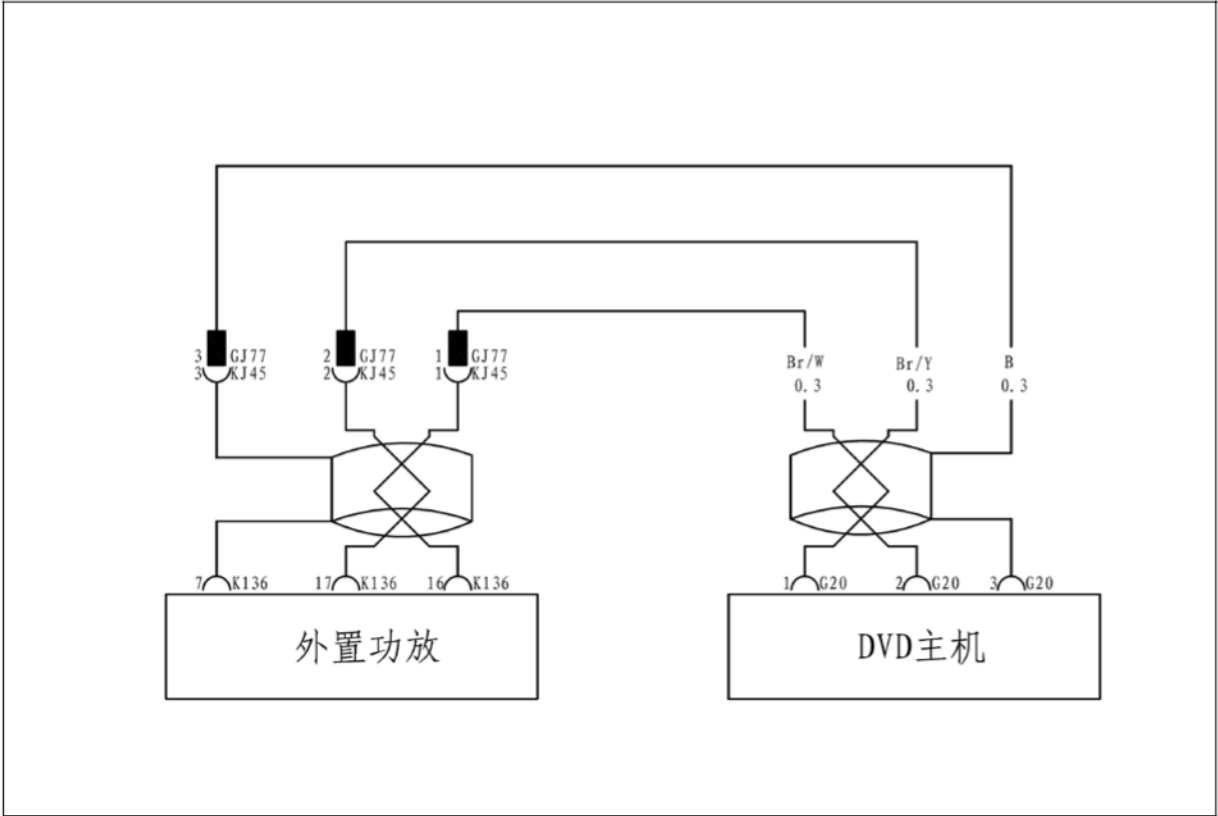 Br/W
0.3
Br/Y
0.3
B
0.3
3 GJ77
3 KJ45
2 GJ77
2 KJ45
1 GJ77
1 KJ45
7 K136
17 K136
16 K136
1 G20
2 G20
3 G20
外置功放
DVD主机